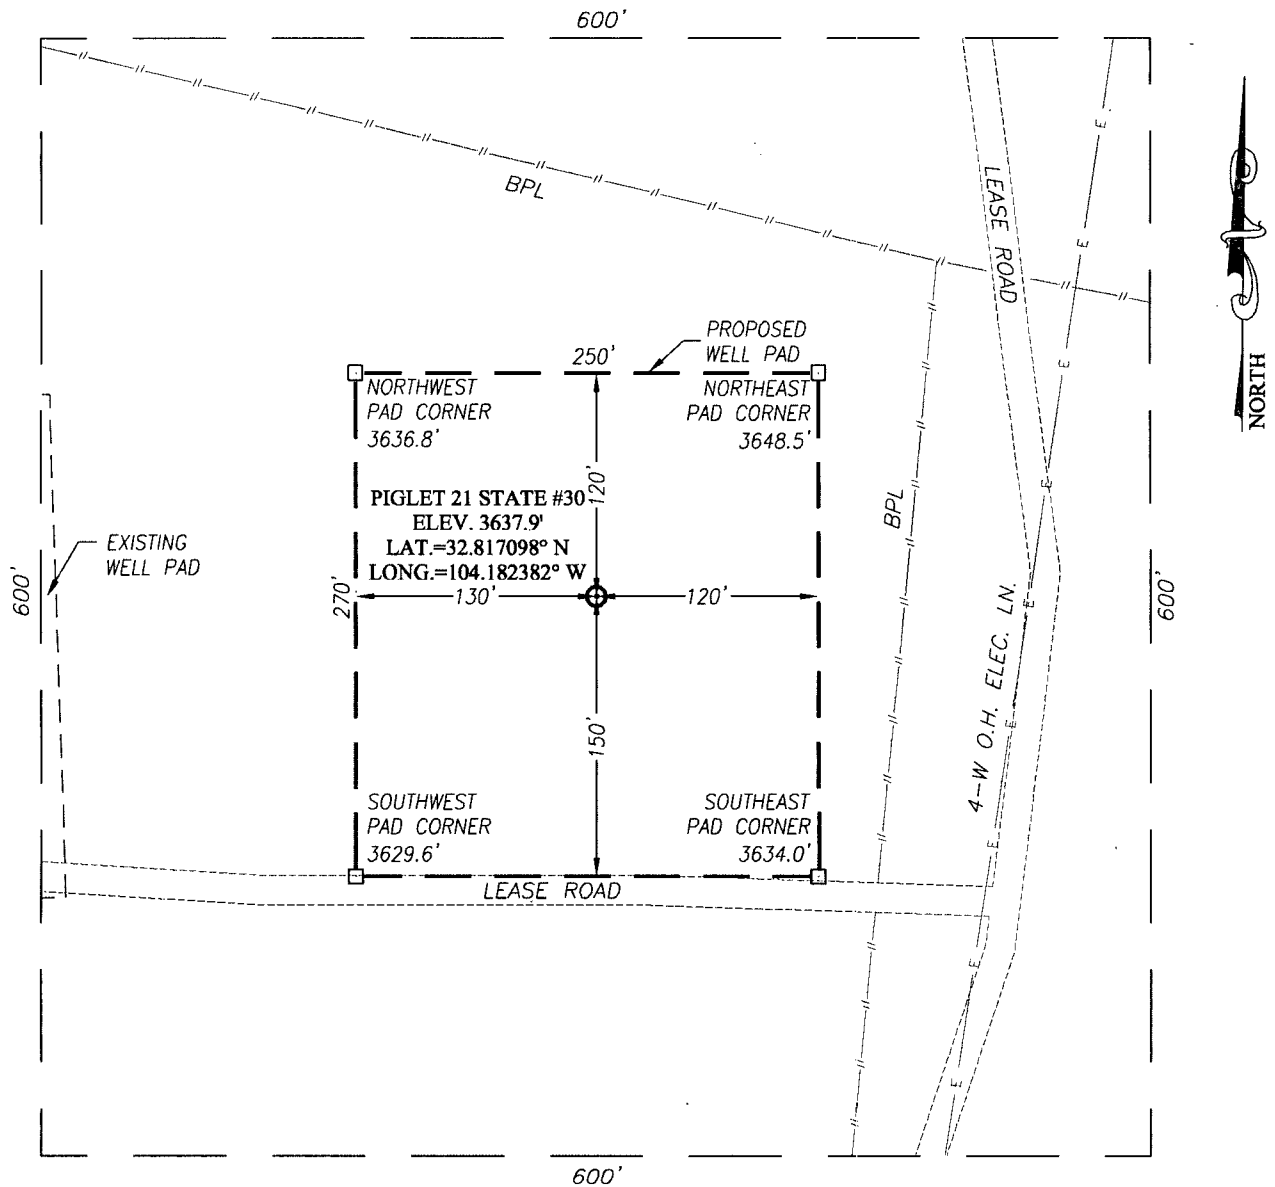 600'
BPL
LEASE ROAD
NORTH
PROPOSED
WELL PAD
250'
NORTHWEST
PAD CORNER
3636.8'
NORTHEAST
PAD CORNER
3648.5'
120'
PIGLET 21 STATE #30
ELEV. 3637.9'
LAT.=32.817098° N
LONG.=104.182382° W
EXISTING
WELL PAD
600'
270'
130'
120'
BPL
600'
4-W O.H. ELEC. LN.
150'
SOUTHWEST
PAD CORNER
3629.6'
SOUTHEAST
PAD CORNER
3634.0'
LEASE ROAD
E
E
E
E
E
E
E
E
E
600'